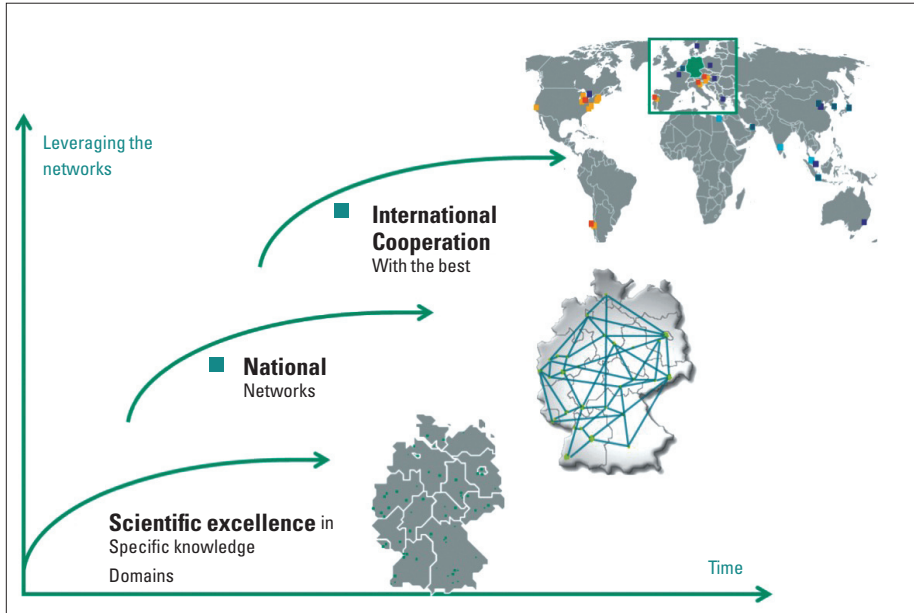 Leveraging the
networks
International
Cooperation
With the best
National
Networks
Scientific excellence in
Specific knowledge
Domains
Time